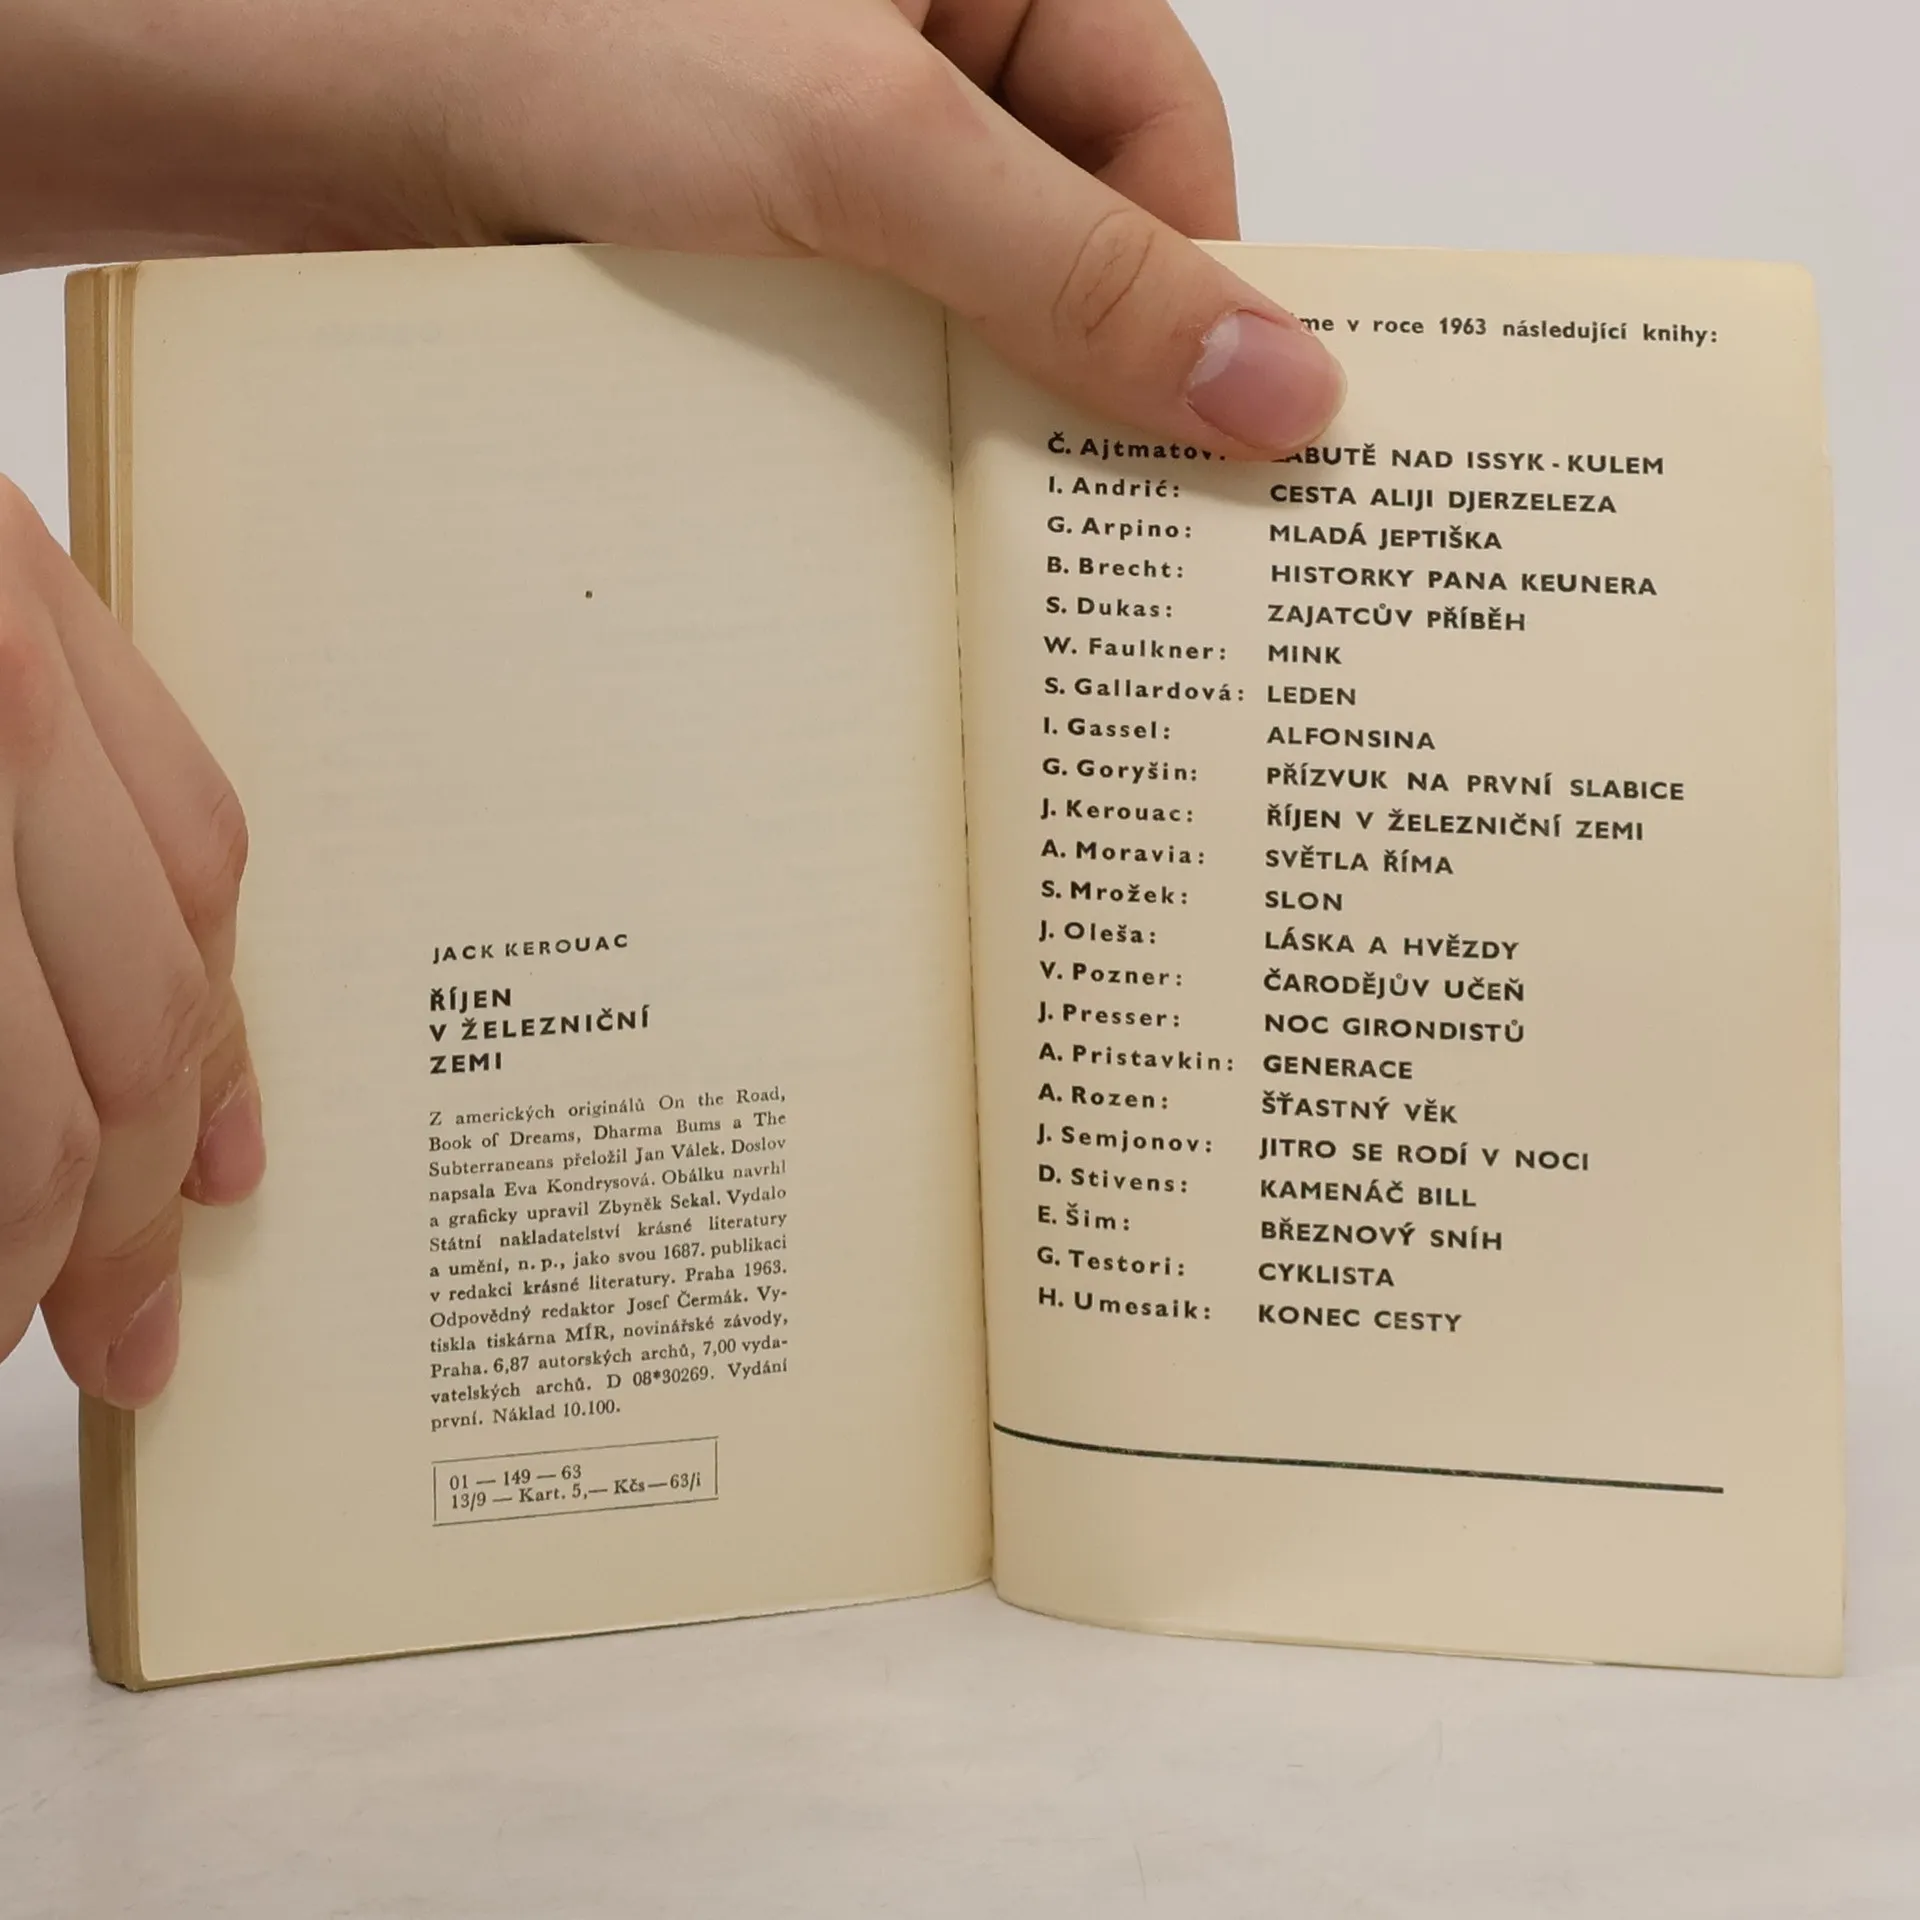 JACK KEROUAC
ŘÍJEN
V ŽELEZNIČNÍ
ZEMI
Z amerických originálů On the Road,
Book of Dreams, Dharma Bums a The
Subterraneans přeložil Jan Válek. Doslov
napsala Eva Kondrysová. Obálku navrhl
a graficky upravil Zbyněk Sekal. Vydalo
Státní nakladatelství krásné literatury
a umění, n. p., jako svou 1687. publikaci
v redakci krásné literatury. Praha 1963.
Odpovědný redaktor Josef Čermák. Vy-
tiskla tiskárna MÍR, novinářské závody,
Praha. 6,87 autorských archů, 7,00 vyda-
vatelských archů. D 08*30269. Vydání
první. Náklad 10.100.
01 — 149 — 63
13/9 — Kart. 5,— Kčs—63/i
v roce 1963 následující knihy:
Č. Ajtmatov: NAD ISSYK-KULEM
I. Andrić: CESTA ALIJI DJERZELEZA
G. Arpino: MLADÁ JEPTIŠKA
B. Brecht: HISTORKY PANA KEUNERA
S. Dukas: ZAJATCŮV PŘÍBĚH
W. Faulkner: MINK
S. Gallardová: LEDEN
I. Gassel: ALFONSINA
G. Goryšin: PŘÍZVUK NA PRVNÍ SLABICE
J. Kerouac: ŘÍJEN V ŽELEZNIČNÍ ZEMI
A. Moravia: SVĚTLA ŘÍMA
S. Mrożek: SLON
J. Oleša: LÁSKA A HVĚZDY
V. Pozner: ČARODĚJŮV UČEŇ
J. Presser: NOC GIRONDISTŮ
A. Pristavkin: GENERACE
A. Rozen: ŠŤASTNÝ VĚK
J. Semjonov: JITRO SE RODÍ V NOCI
D. Stivens: KAMENÁČ BILL
E. Šim: BŘEZNOVÝ SNÍH
G. Testori: CYKLISTA
H. Umesaik: KONEC CESTY